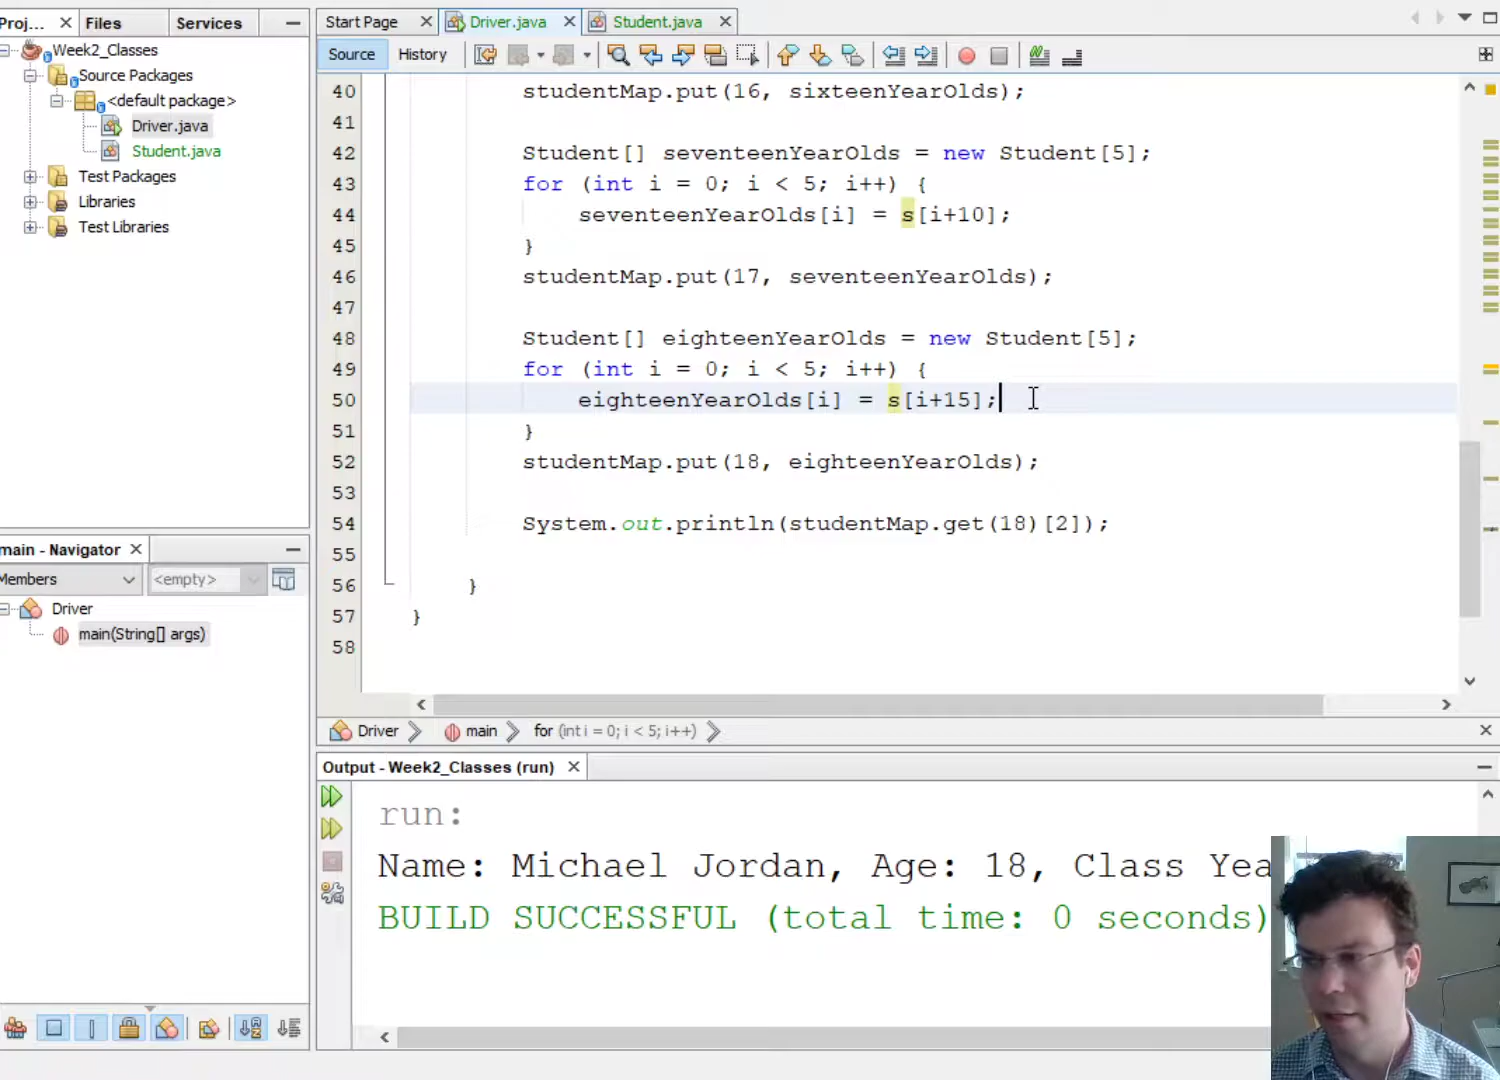 Proj... Files Services
Week2_Classes
Source Packages
<default package>
Driver.java
Student.java
Test Packages
Libraries
Test Libraries
main - Navigator
Members <empty>
Driver
main(String[] args)
Start Page Driver.java Student.java
Source History
40 studentMap.put(16, sixteenYearOlds);
41
42 Student[] seventeenYearOlds = new Student[5];
43 for (int i = 0; i < 5; i++) {
44 seventeenYearOlds[i] = s[i+10];
45 }
46 studentMap.put(17, seventeenYearOlds);
47
48 Student[] eighteenYearOlds = new Student[5];
49 for (int i = 0; i < 5; i++) {
50 eighteenYearOlds[i] = s[i+15];
51 }
52 studentMap.put(18, eighteenYearOlds);
53
54 System.out.println(studentMap.get(18)[2]);
55
56 }
57 }
58
Driver main for (int i = 0; i < 5; i++)
Output - Week2_Classes (run)
run:
Name: Michael Jordan, Age: 18, Class Yea
BUILD SUCCESSFUL (total time: 0 seconds)